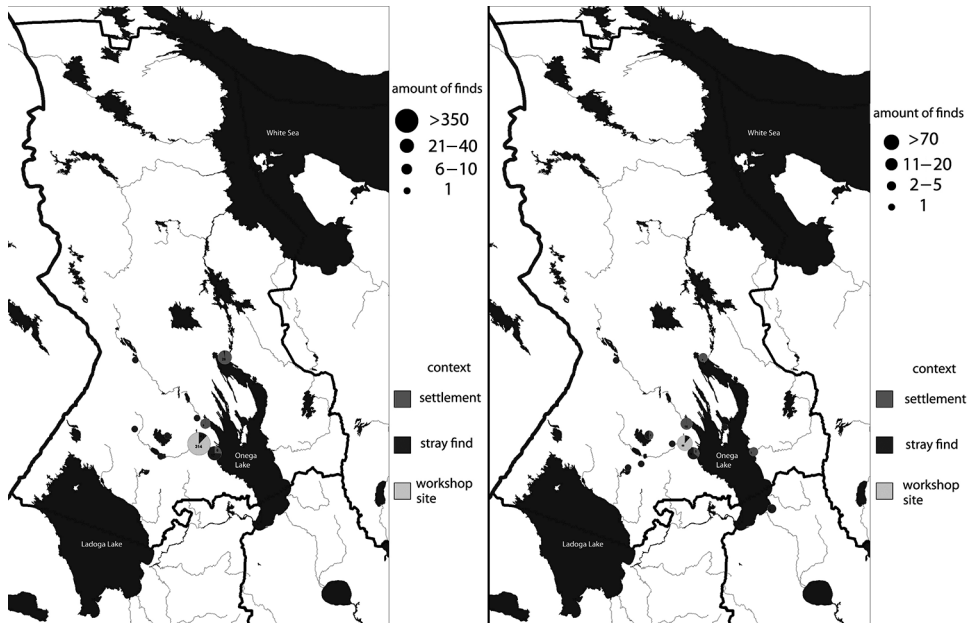 amount of finds
>350
21–40
6–10
1
White Sea
context
settlement
stray find
workshop
site
Onega
Lake
Ladoga Lake
amount of finds
>70
11–20
2–5
1
White Sea
context
settlement
stray find
workshop
site
Onega
Lake
Ladoga Lake